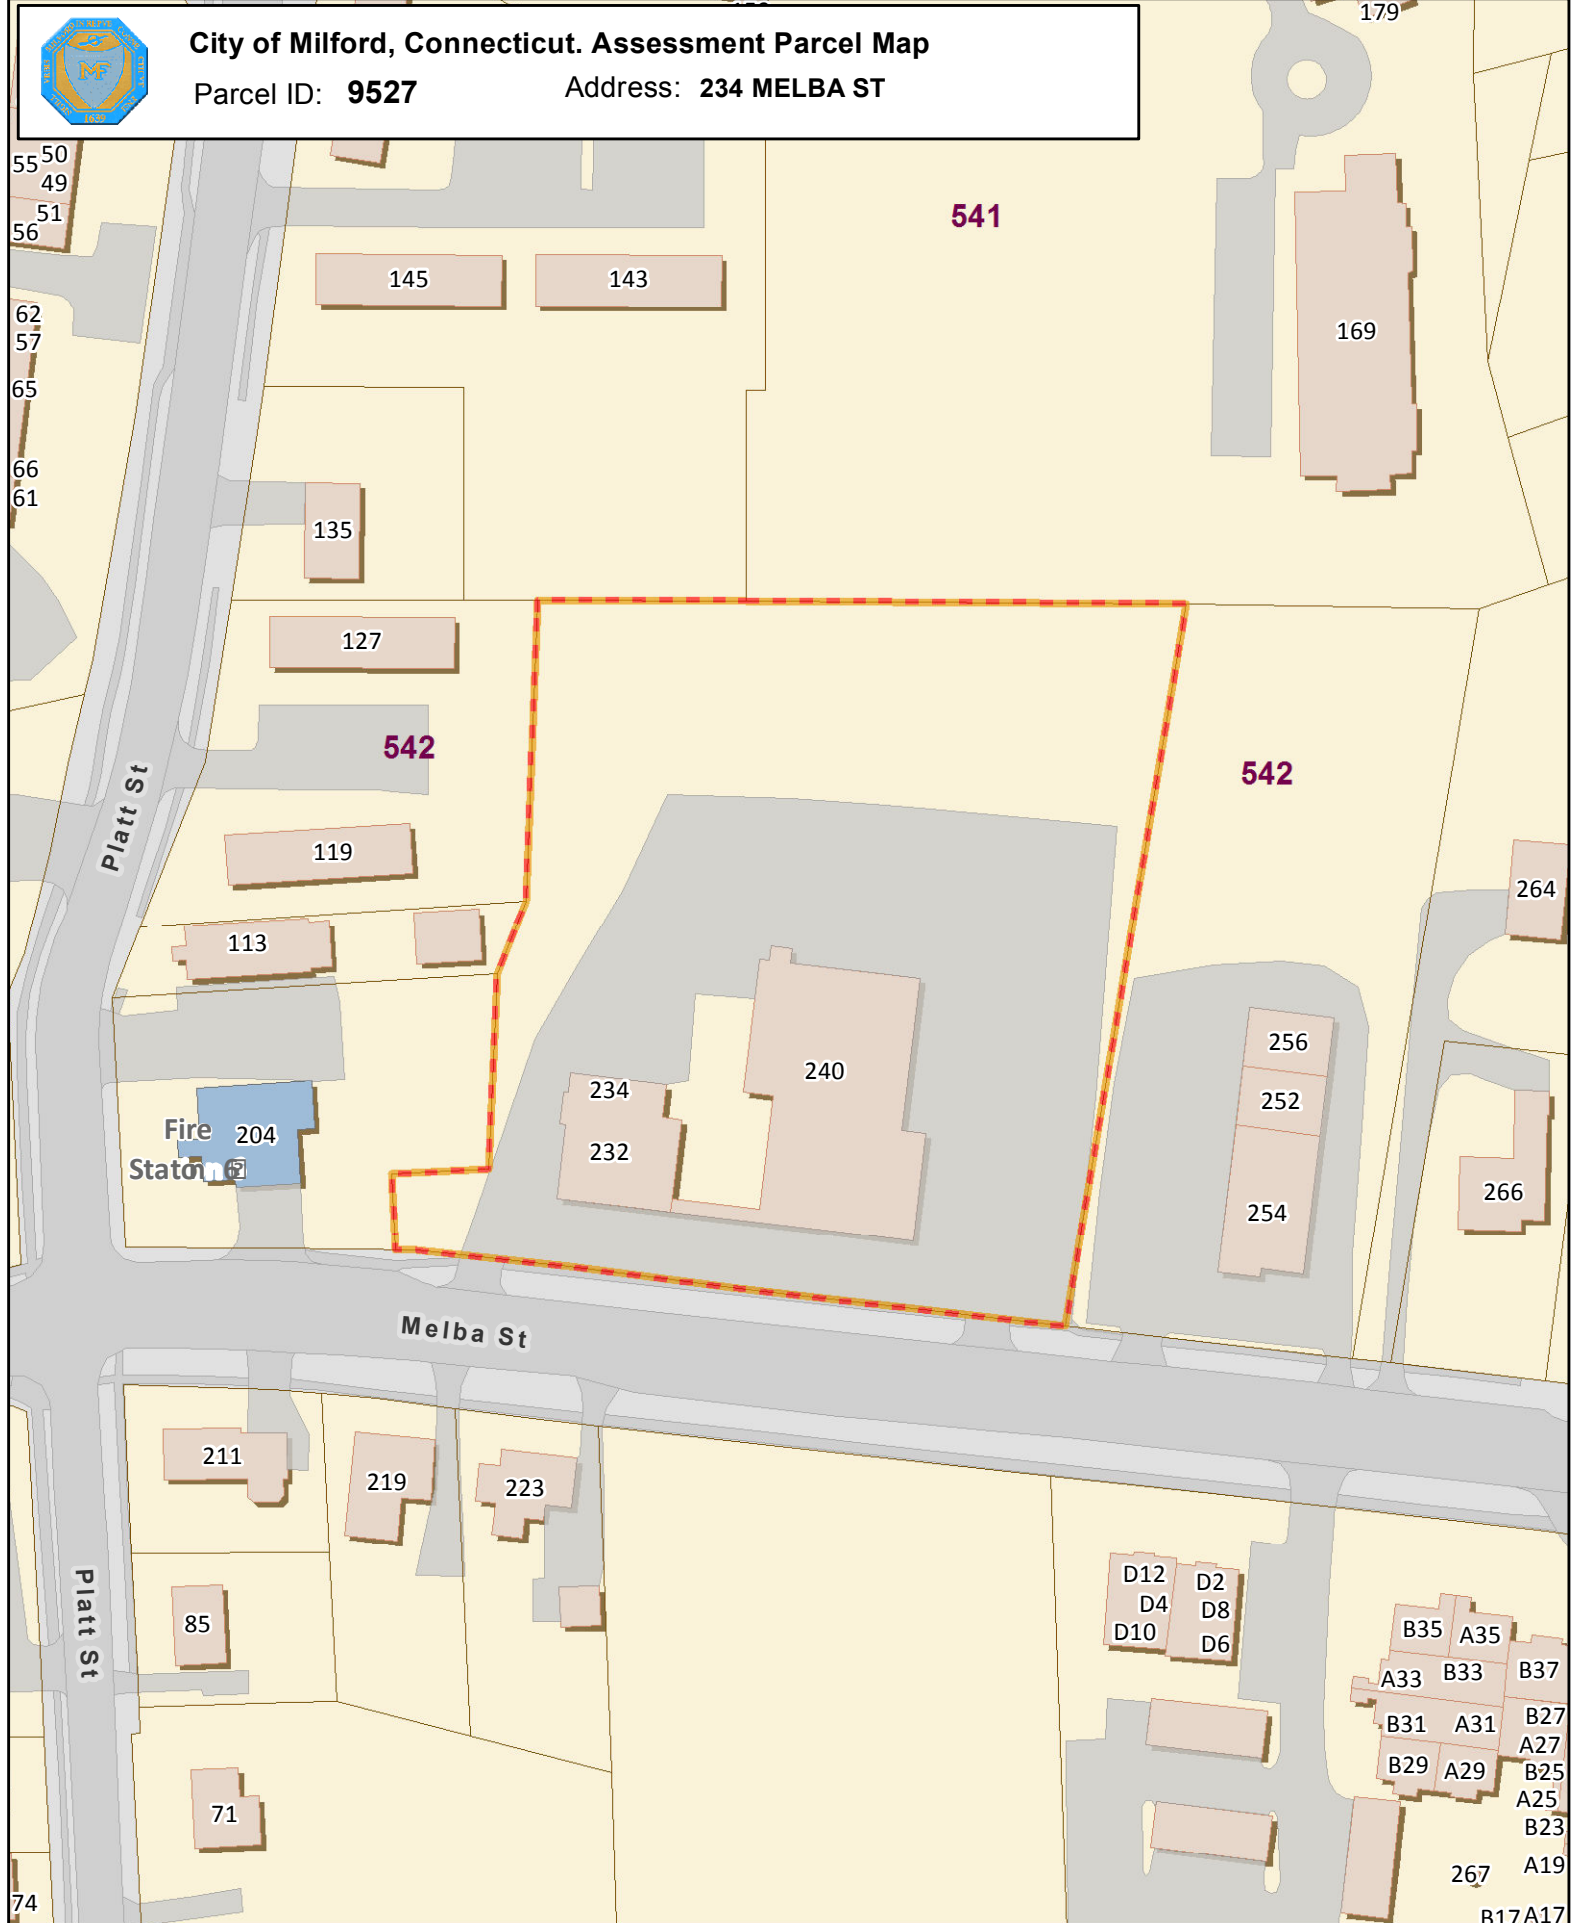 City of Milford, Connecticut. Assessment Parcel Map
Parcel ID: 9527 Address: 234 MELBA ST
1639
179
55 50
49
51
56
541
145 143
62
57
169
65
66
61
135
127
542
542
Platt St
119
264
113
256
240
234
252
Fire 204
232
266
254
Melba St
211
219
223
D12 D2
D4 D8
D10 D6
85
B35 A35
A33 B33 B37
Platt St
B31 A31 B27
A27
B29 A29 B25
A25
71
B23
267 A19
74
B17 A17